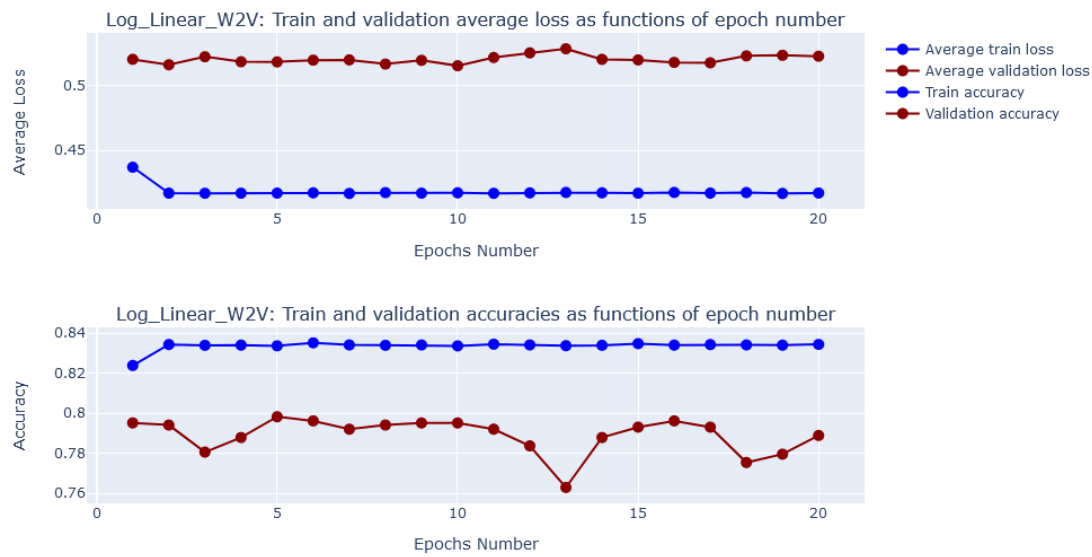 Log_Linear_W2V: Train and validation average loss as functions of epoch number
Average train loss
Average validation loss
Train accuracy
Validation accuracy
Average Loss
0.5
0.45
0 5 10 15 20
Epochs Number
Log_Linear_W2V: Train and validation accuracies as functions of epoch number
Accuracy
0.84
0.82
0.8
0.78
0.76
0 5 10 15 20
Epochs Number